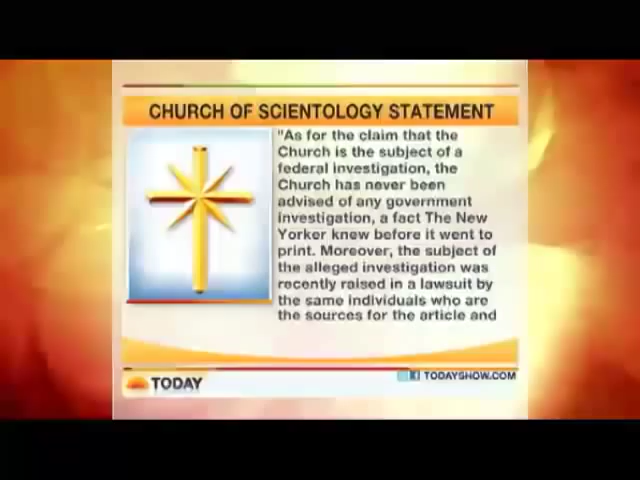 CHURCH OF SCIENTOLOGY STATEMENT
"As for the claim that the
Church is the subject of a
federal investigation, the
Church has never been
advised of any government
investigation, a fact The New
Yorker knew before it went to
print. Moreover, the subject of
the alleged investigation was
recently raised in a lawsuit by
the same individuals who are
the sources for the article and
TODAY
TODAYSHOW.COM